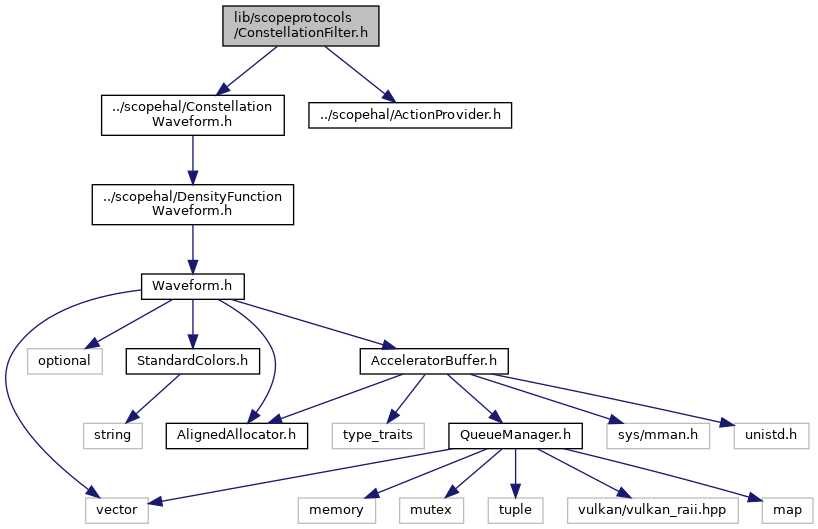 lib/scopeprotocols
/ConstellationFilter.h
../scopehal/Constellation
Waveform.h
../scopehal/ActionProvider.h
../scopehal/DensityFunction
Waveform.h
Waveform.h
optional
StandardColors.h
AcceleratorBuffer.h
string
AlignedAllocator.h
type_traits
QueueManager.h
sys/mman.h
unistd.h
vector
memory
mutex
tuple
vulkan/vulkan_raii.hpp
map